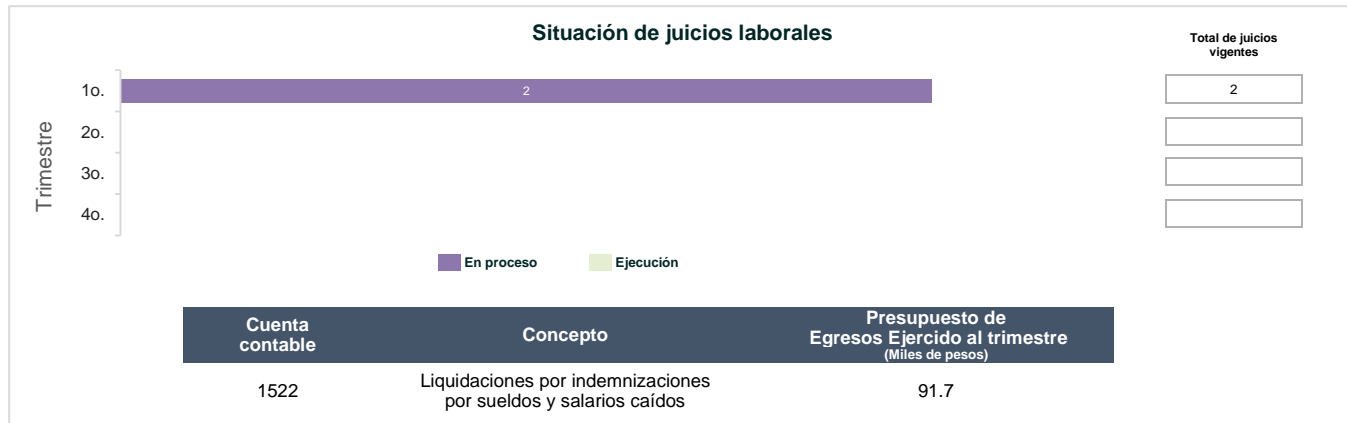 Situación de juicios laborales
Total de juicios
vigentes
Trimestre
1o.
2
2
2o.
3o.
4o.
En proceso
Ejecución
Cuenta
contable
Concepto
Presupuesto de
Egresos Ejercido al trimestre
(Miles de pesos)
1522
Liquidaciones por indemnizaciones
por sueldos y salarios caídos
91.7